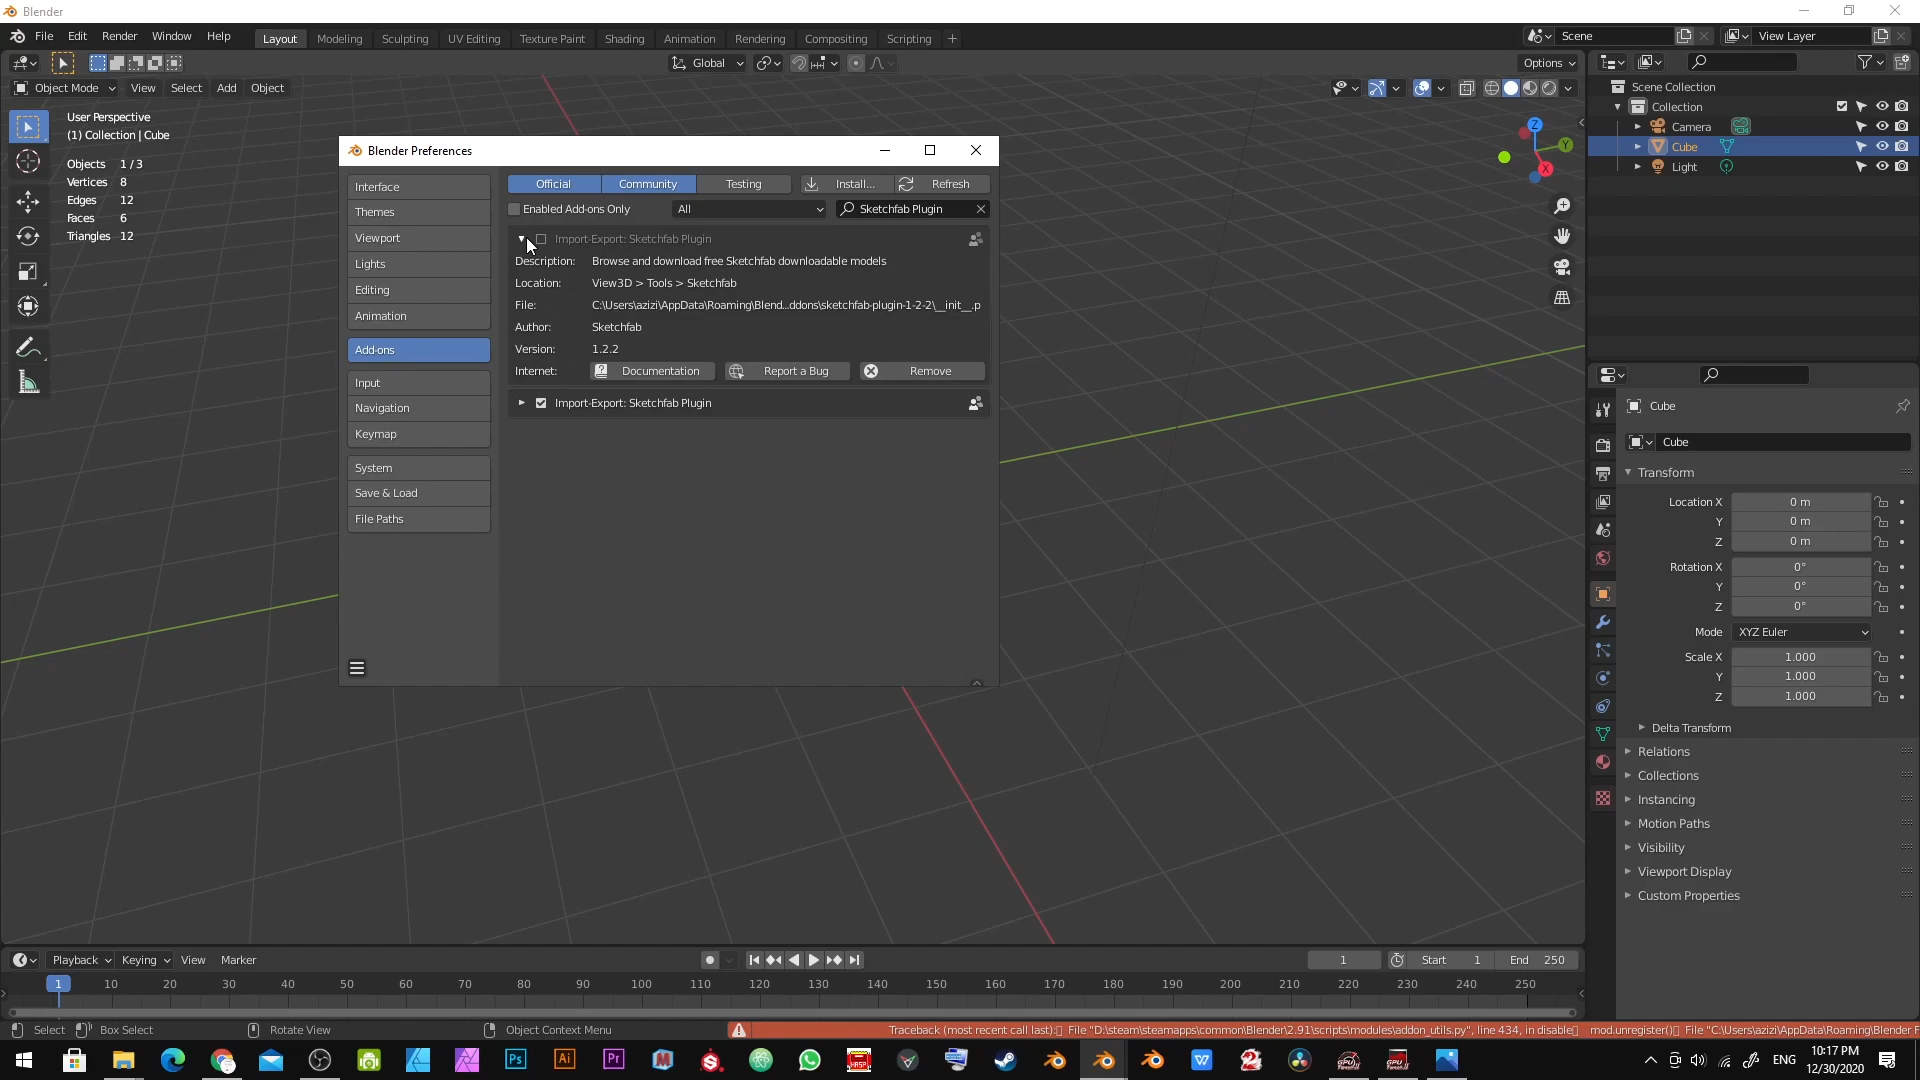 Blender
File Edit Render Window Help
Layout Modeling Sculpting UV Editing Texture Paint Shading Animation Rendering Compositing Scripting +
Scene
View Layer
Global
Options
Object Mode View Select Add Object
User Perspective
(1) Collection | Cube
Objects 1 / 3
Vertices 8
Edges 12
Faces 6
Triangles 12
Z
Y
X
Scene Collection
Collection
Camera
Cube
Light
Blender Preferences
Interface
Themes
Viewport
Lights
Editing
Animation
Add-ons
Input
Navigation
Keymap
System
Save & Load
File Paths
Official Community Testing Install... Refresh
Enabled Add-ons Only All Sketchfab Plugin
Import-Export: Sketchfab Plugin
Description: Browse and download free Sketchfab downloadable models
Location: View3D > Tools > Sketchfab
File: C:\Users\azizi\AppData\Roaming\Blend...ddons\sketchfab-plugin-1-2-2\__init__.p
Author: Sketchfab
Version: 1.2.2
Internet: Documentation Report a Bug Remove
Import-Export: Sketchfab Plugin
Cube
Cube
Transform
Location X 0 m
Y 0 m
Z 0 m
Rotation X 0°
Y 0°
Z 0°
Mode XYZ Euler
Scale X 1.000
Y 1.000
Z 1.000
Delta Transform
Relations
Collections
Instancing
Motion Paths
Visibility
Viewport Display
Custom Properties
Playback Keying View Marker
1 Start 1 End 250
1 10 20 30 40 50 60 70 80 90 100 110 120 130 140 150 160 170 180 190 200 210 220 230 240 250
Select Box Select Rotate View Object Context Menu
Traceback (most recent call last): File "D:\steam\steamapps\common\Blender\2.91\scripts\modules\addon_utils.py", line 434, in disable mod.unregister() File "C:\Users\azizi\AppData\Roaming\Blender F
Ps Ai Pr
ENG
10:17 PM
12/30/2020